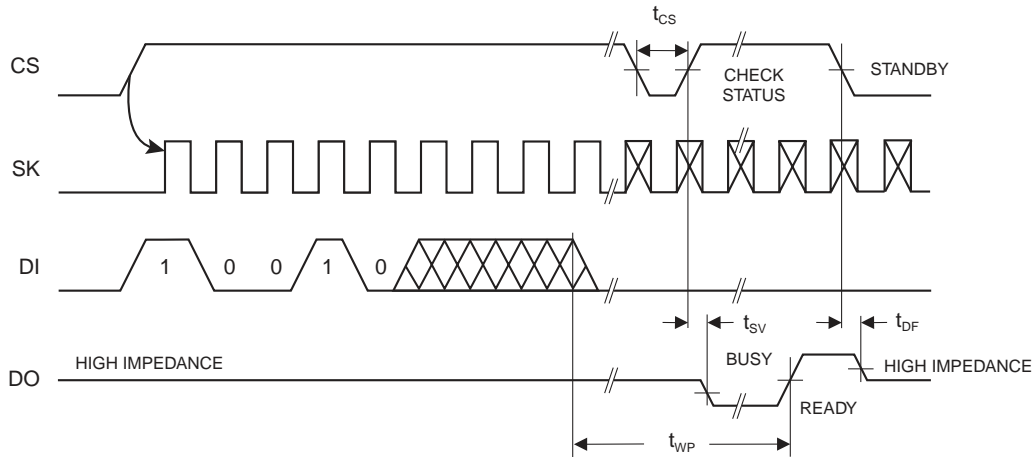 tCS
CS
CHECK
STATUS
STANDBY
SK
DI
1 0 0 1 0
tSV
tDF
HIGH IMPEDANCE
BUSY
HIGH IMPEDANCE
DO
READY
tWP